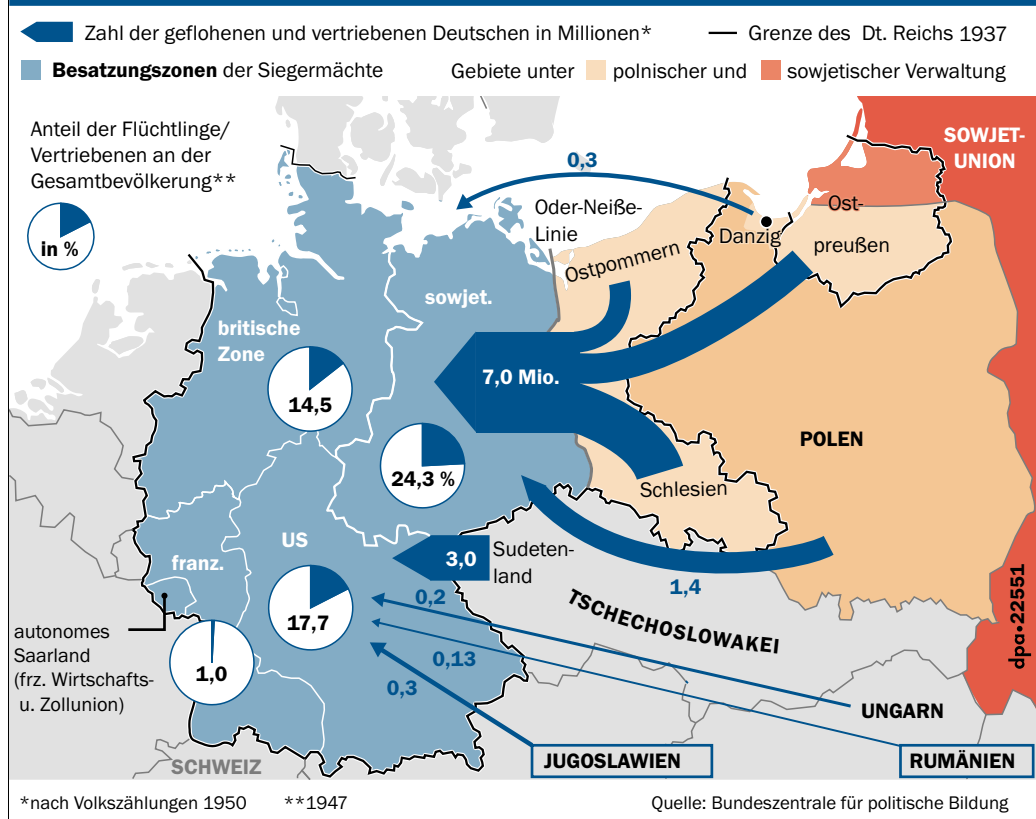 Zahl der geflohenen und vertriebenen Deutschen in Millionen*
Grenze des Dt. Reichs 1937
Besatzungszonen der Siegermächte
Gebiete unter polnischer und sowjetischer Verwaltung
Anteil der Flüchtlinge/
Vertriebenen an der
Gesamtbevölkerung**
in %
SOWJET-
UNION
0,3
Oder-Neiße-
Linie
Danzig
Ost-
preußen
Ostpommern
sowjet.
britische
Zone
7,0 Mio.
14,5
POLEN
24,3 %
Schlesien
US
franz.
3,0
Sudeten-
land
1,4
0,2
TSCHECHOSLOWAKEI
17,7
autonomes
Saarland
(frz. Wirtschafts-
u. Zollunion)
1,0
0,13
0,3
UNGARN
JUGOSLAWIEN
RUMÄNIEN
SCHWEIZ
dpa•22551
*nach Volkszählungen 1950
**1947
Quelle: Bundeszentrale für politische Bildung